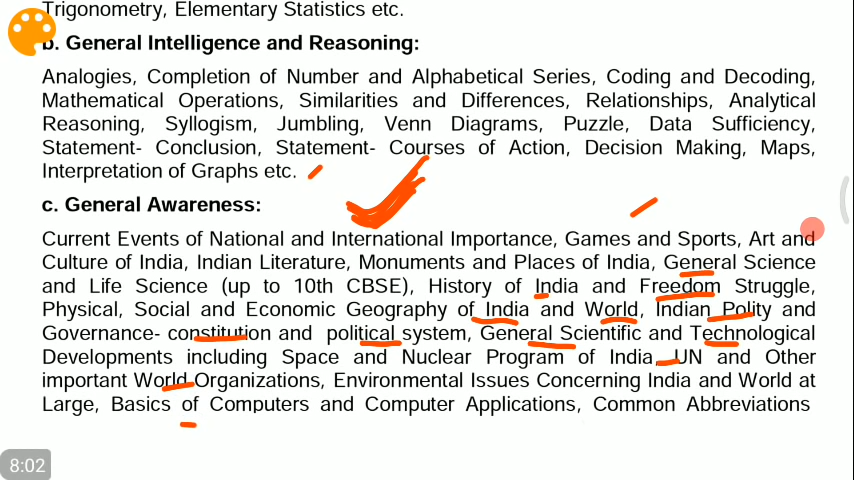 Trigonometry, Elementary Statistics etc.
b. General Intelligence and Reasoning:
Analogies, Completion of Number and Alphabetical Series, Coding and Decoding,
Mathematical Operations, Similarities and Differences, Relationships, Analytical
Reasoning, Syllogism, Jumbling, Venn Diagrams, Puzzle, Data Sufficiency,
Statement- Conclusion, Statement- Courses of Action, Decision Making, Maps,
Interpretation of Graphs etc.
c. General Awareness:
Current Events of National and International Importance, Games and Sports, Art and
Culture of India, Indian Literature, Monuments and Places of India, General Science
and Life Science (up to 10th CBSE), History of India and Freedom Struggle,
Physical, Social and Economic Geography of India and World, Indian Polity and
Governance- constitution and political system, General Scientific and Technological
Developments including Space and Nuclear Program of India, UN and Other
important World Organizations, Environmental Issues Concerning India and World at
Large, Basics of Computers and Computer Applications, Common Abbreviations
8:02